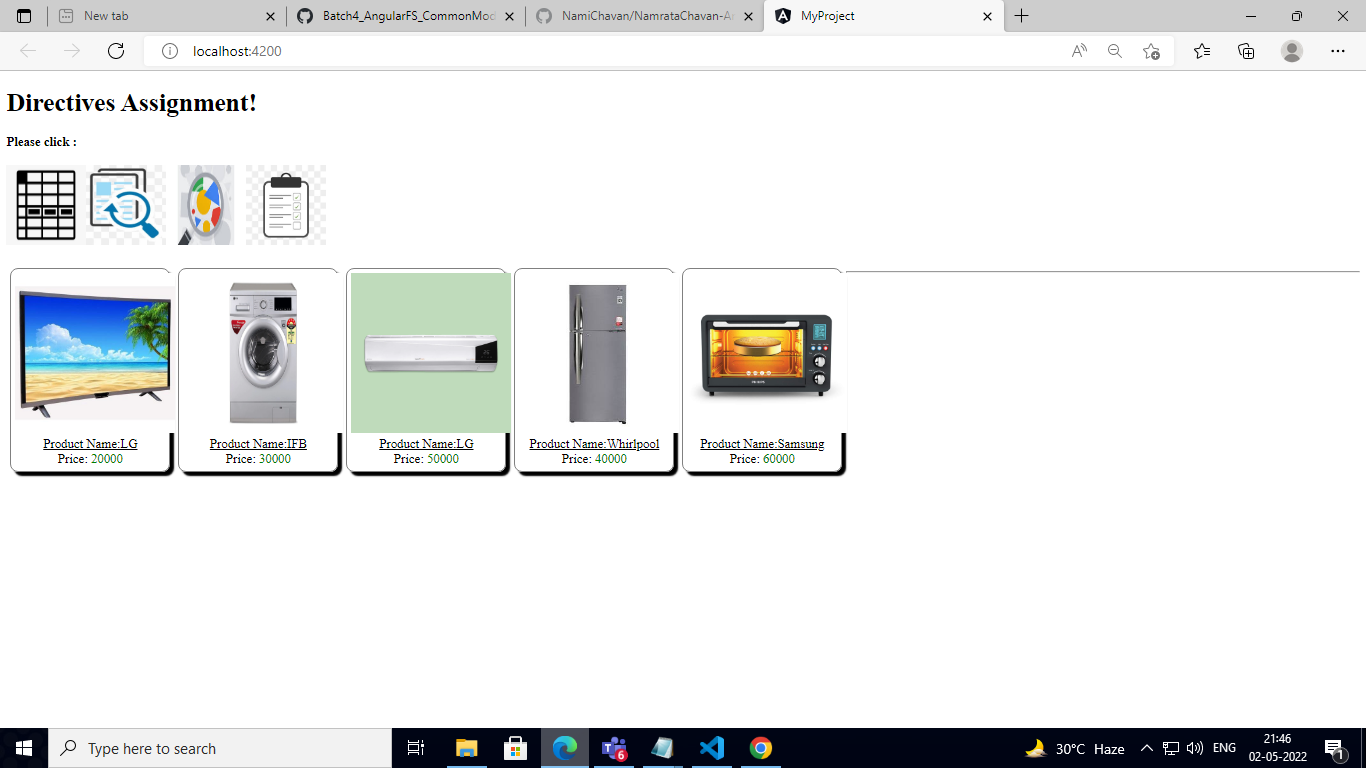 New tab
Batch4_AngularFS_CommonMod
NamiChavan/NamrataChavan-A
MyProject
localhost:4200
Directives Assignment!
Please click :
Product Name:LG
Price: 20000
Product Name:IFB
Price: 30000
Product Name:LG
Price: 50000
Product Name:Whirlpool
Price: 40000
Product Name:Samsung
Price: 60000
Type here to search
6
30°C Haze
ENG
21:46
02-05-2022
1